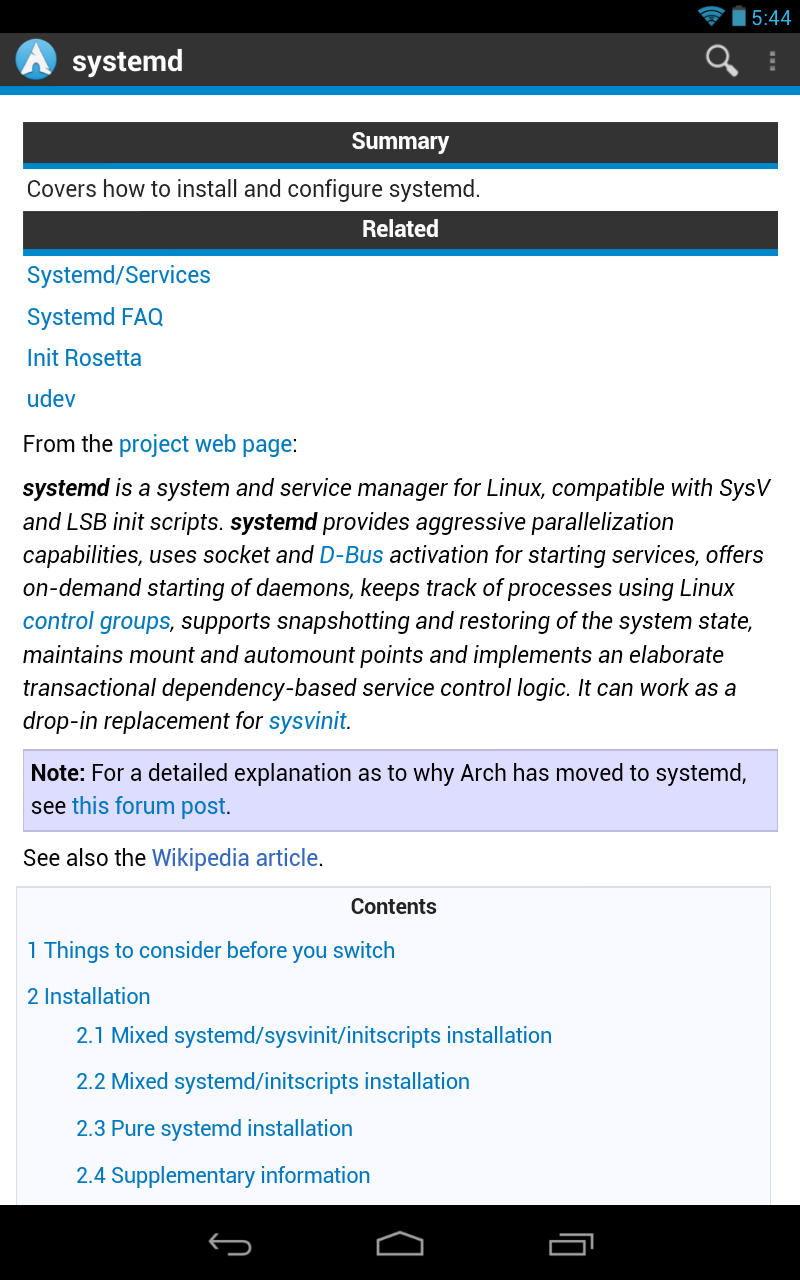 5:44
systemd
Summary
Covers how to install and configure systemd.
Related
Systemd/Services
Systemd FAQ
Init Rosetta
udev
From the project web page:
systemd is a system and service manager for Linux, compatible with SysV
and LSB init scripts. systemd provides aggressive parallelization
capabilities, uses socket and D-Bus activation for starting services, offers
on-demand starting of daemons, keeps track of processes using Linux
control groups, supports snapshotting and restoring of the system state,
maintains mount and automount points and implements an elaborate
transactional dependency-based service control logic. It can work as a
drop-in replacement for sysvinit.
Note: For a detailed explanation as to why Arch has moved to systemd,
see this forum post.
See also the Wikipedia article.
Contents
1 Things to consider before you switch
2 Installation
2.1 Mixed systemd/sysvinit/initscripts installation
2.2 Mixed systemd/initscripts installation
2.3 Pure systemd installation
2.4 Supplementary information